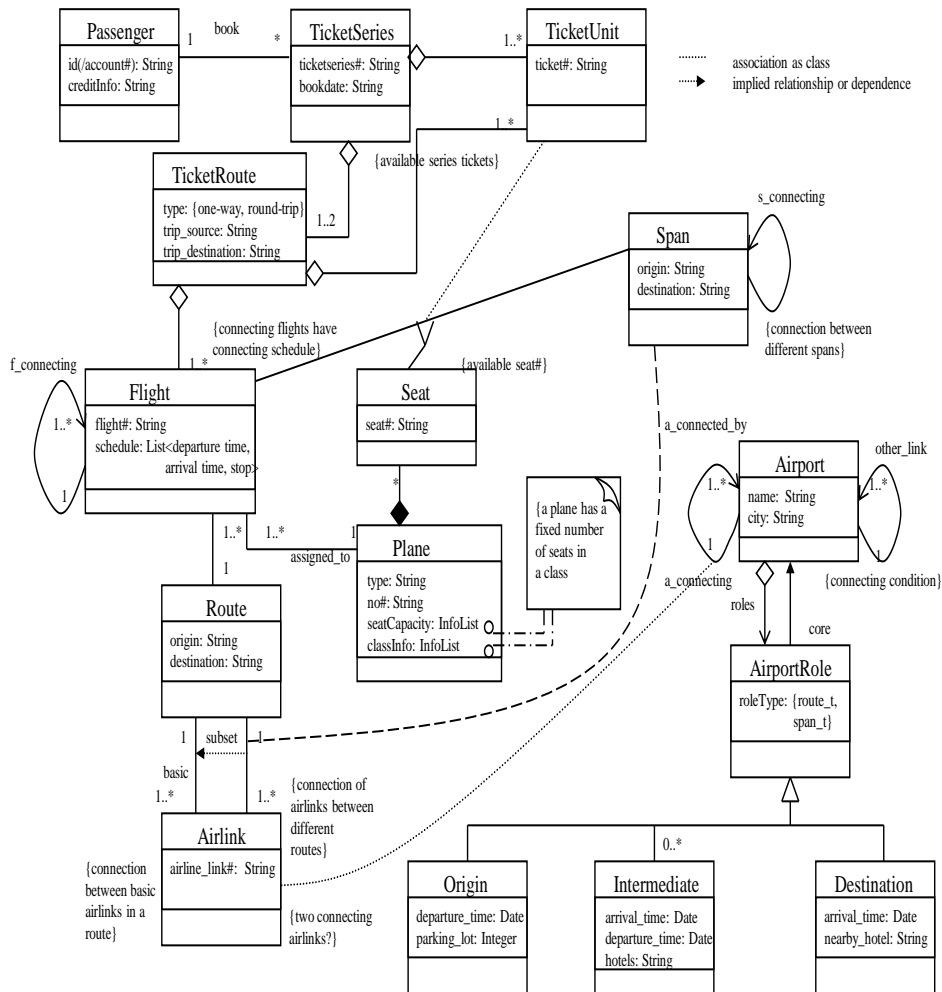 Passenger
id(/account#): String
creditInfo: String
1
book
*
TicketSeries
ticketseries#: String
bookdate: String
1..*
TicketUnit
ticket#: String
association as class
implied relationship or dependence
1..*
{available series tickets}
TicketRoute
type: {one-way, round-trip}
trip_source: String
trip_destination: String
1..2
Span
origin: String
destination: String
s_connecting
{connection between
different spans}
{connecting flights have
connecting schedule}
1..*
f_connecting
1..*
1
Flight
flight#: String
schedule: List<departure time,
arrival time, stop>
{available seat#}
Seat
seat#: String
*
a_connected_by
Airport
name: String
city: String
other_link
1..*
1..*
1
1
a_connecting
{connecting condition}
roles
core
{a plane has a
fixed number
of seats in
a class
1..*
1..*
1
assigned_to
1
Plane
type: String
no#: String
seatCapacity: InfoList
classInfo: InfoList
Route
origin: String
destination: String
AirportRole
roleType: {route_t,
span_t}
1
subset
1
basic
1..*
1..*
{connection of
airlinks between
different
routes}
Airlink
airline_link#: String
{connection
between basic
airlinks in a
route}
{two connecting
airlinks?}
0..*
Origin
departure_time: Date
parking_lot: Integer
Intermediate
arrival_time: Date
departure_time: Date
hotels: String
Destination
arrival_time: Date
nearby_hotel: String